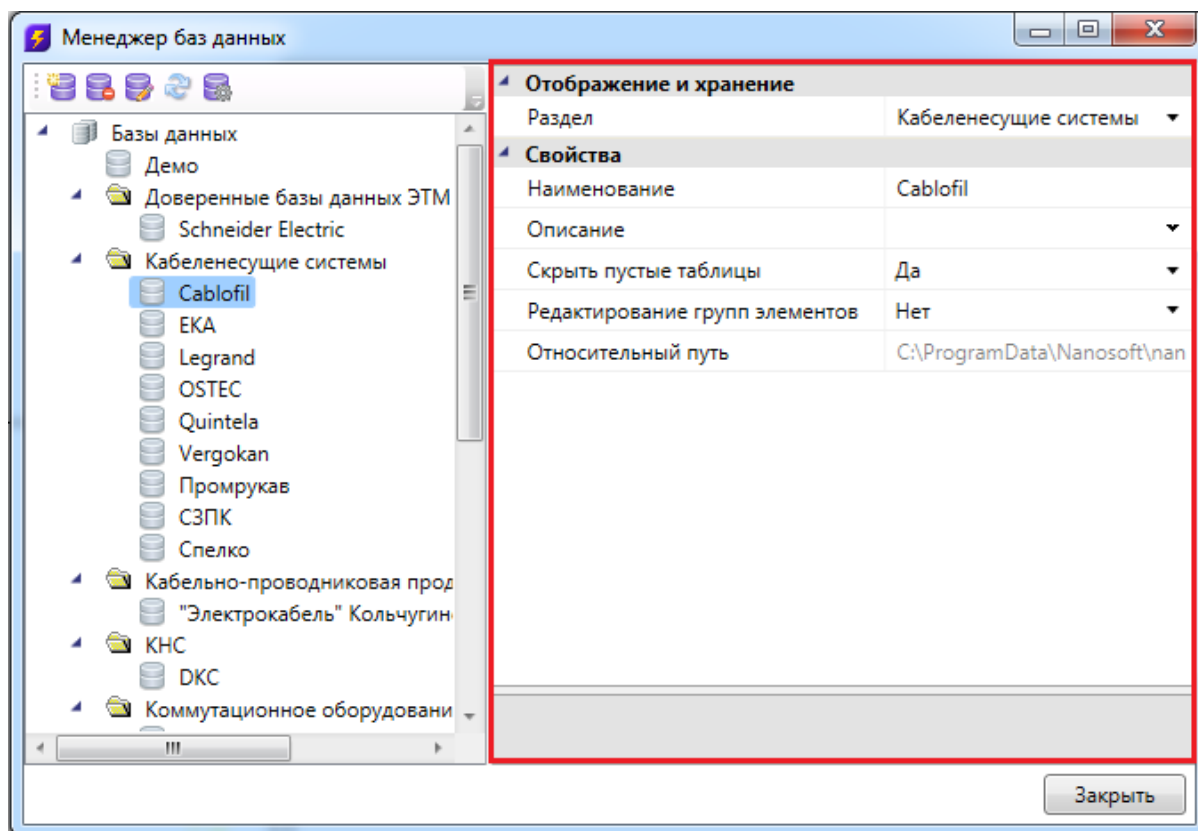 Менеджер баз данных
Базы данных
Демо
Доверенные базы данных ЭТМ
Schneider Electric
Кабеленесущие системы
Cablofil
EKA
Legrand
OSTEC
Quintela
Vergokan
Промрукав
СЗПК
Спелко
Кабельно-проводниковая прод
"Электрокабель" Кольчугин
КНС
DKC
Коммутационное оборудовани
Отображение и хранение
Раздел Кабеленесущие системы
Свойства
Наименование Cablofil
Описание
Скрыть пустые таблицы Да
Редактирование групп элементов Нет
Относительный путь C:\ProgramData\Nanosoft\nan
Закрыть